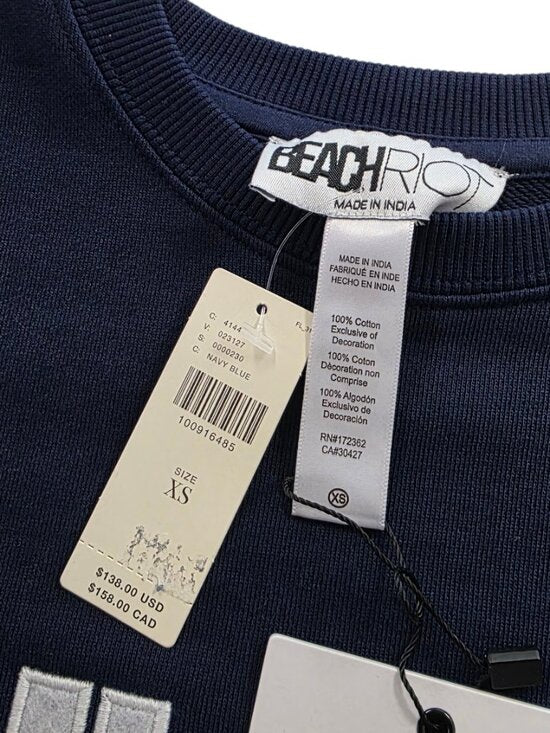 BEACHRIOT
MADE IN INDIA
MADE IN INDIA
FABRIQUÉ EN INDE
HECHO EN INDIA
100% Cotton
Exclusive of
Decoration
100% Coton
Décoration non
Comprise
100% Algodón
Exclusivo de
Decoración
RN#172362
CA#30427
XS
C: 4144
V: 023127
S: 0000230
C: NAVY BLUE
100916485
SIZE
XS
$138.00 USD
$158.00 CAD